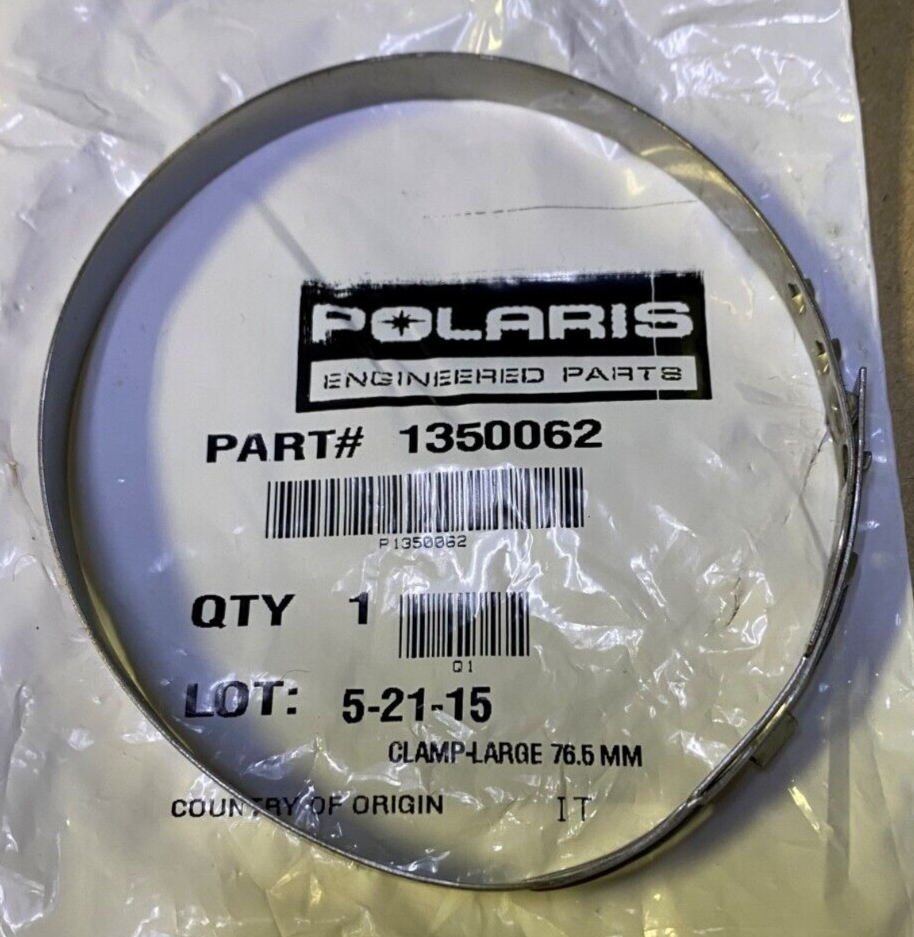 POLARIS
ENGINEERED PARTS
PART# 1350062
P1350062
QTY 1
Q1
LOT: 5-21-15
CLAMP-LARGE 76.5 MM
COUNTRY OF ORIGIN IT